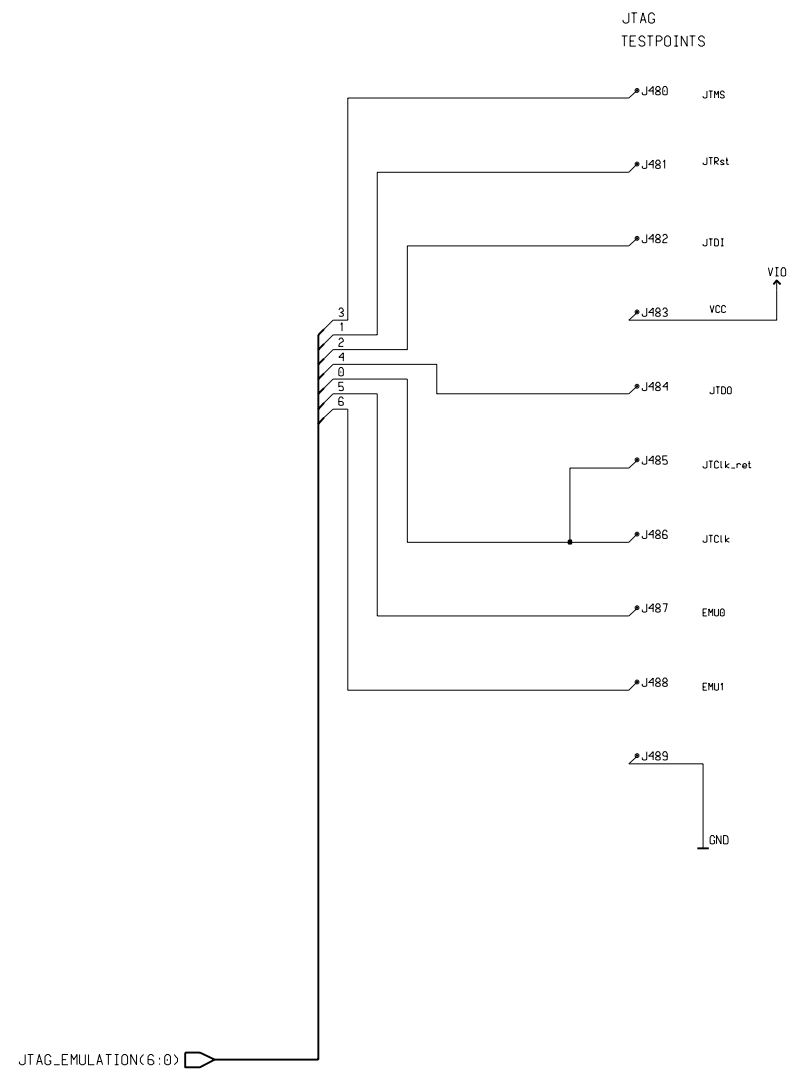 JTAG
TESTPOINTS
J480 JTMS
J481 JTRst
J482 JTDI
VIO
J483 VCC
3
1
2
4
0
5
6
J484 JTDO
J485 JTClk_ret
J486 JTClk
J487 EMU0
J488 EMU1
J489
GND
JTAG_EMULATION(6:0)